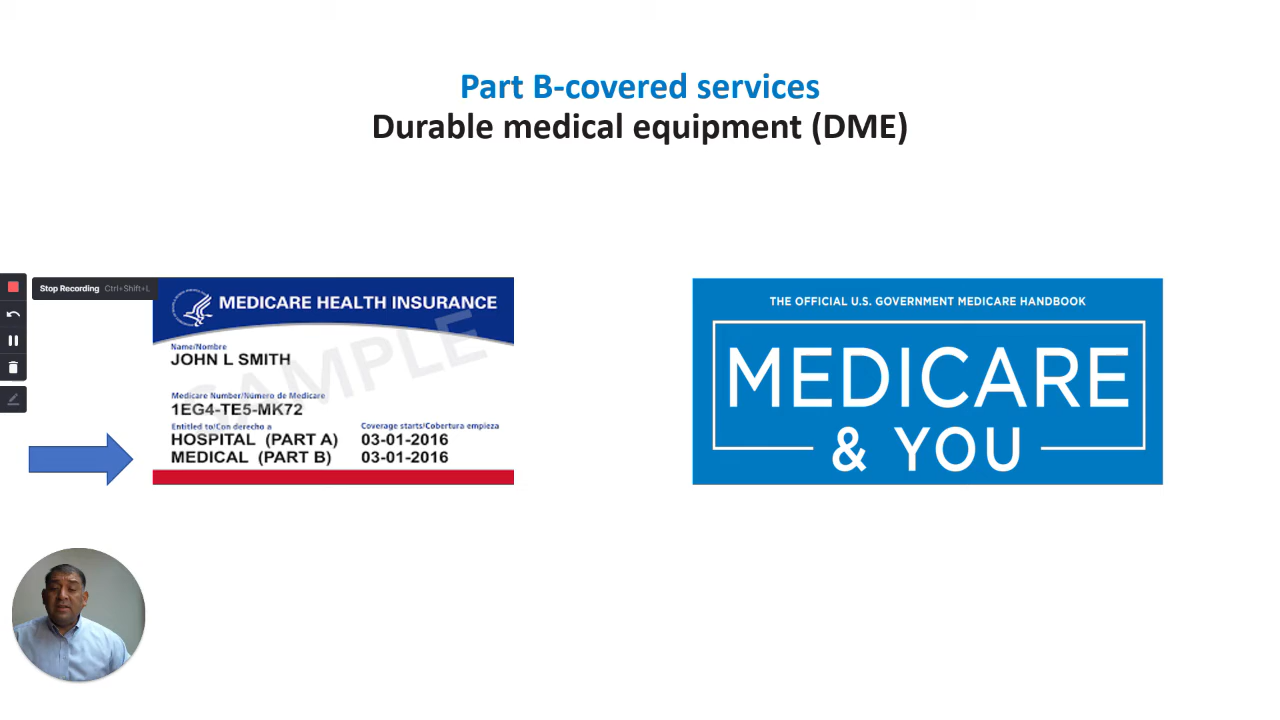 Part B-covered services
Durable medical equipment (DME)
Stop Recording Ctrl+Shift+L
MEDICARE HEALTH INSURANCE
Name/Nombre
JOHN L SMITH
SAMPLE
Medicare Number/Número de Medicare
1EG4-TE5-MK72
Entitled to/Con derecho a Coverage starts/Cobertura empieza
HOSPITAL (PART A) 03-01-2016
MEDICAL (PART B) 03-01-2016
THE OFFICIAL U.S. GOVERNMENT MEDICARE HANDBOOK
MEDICARE
& YOU